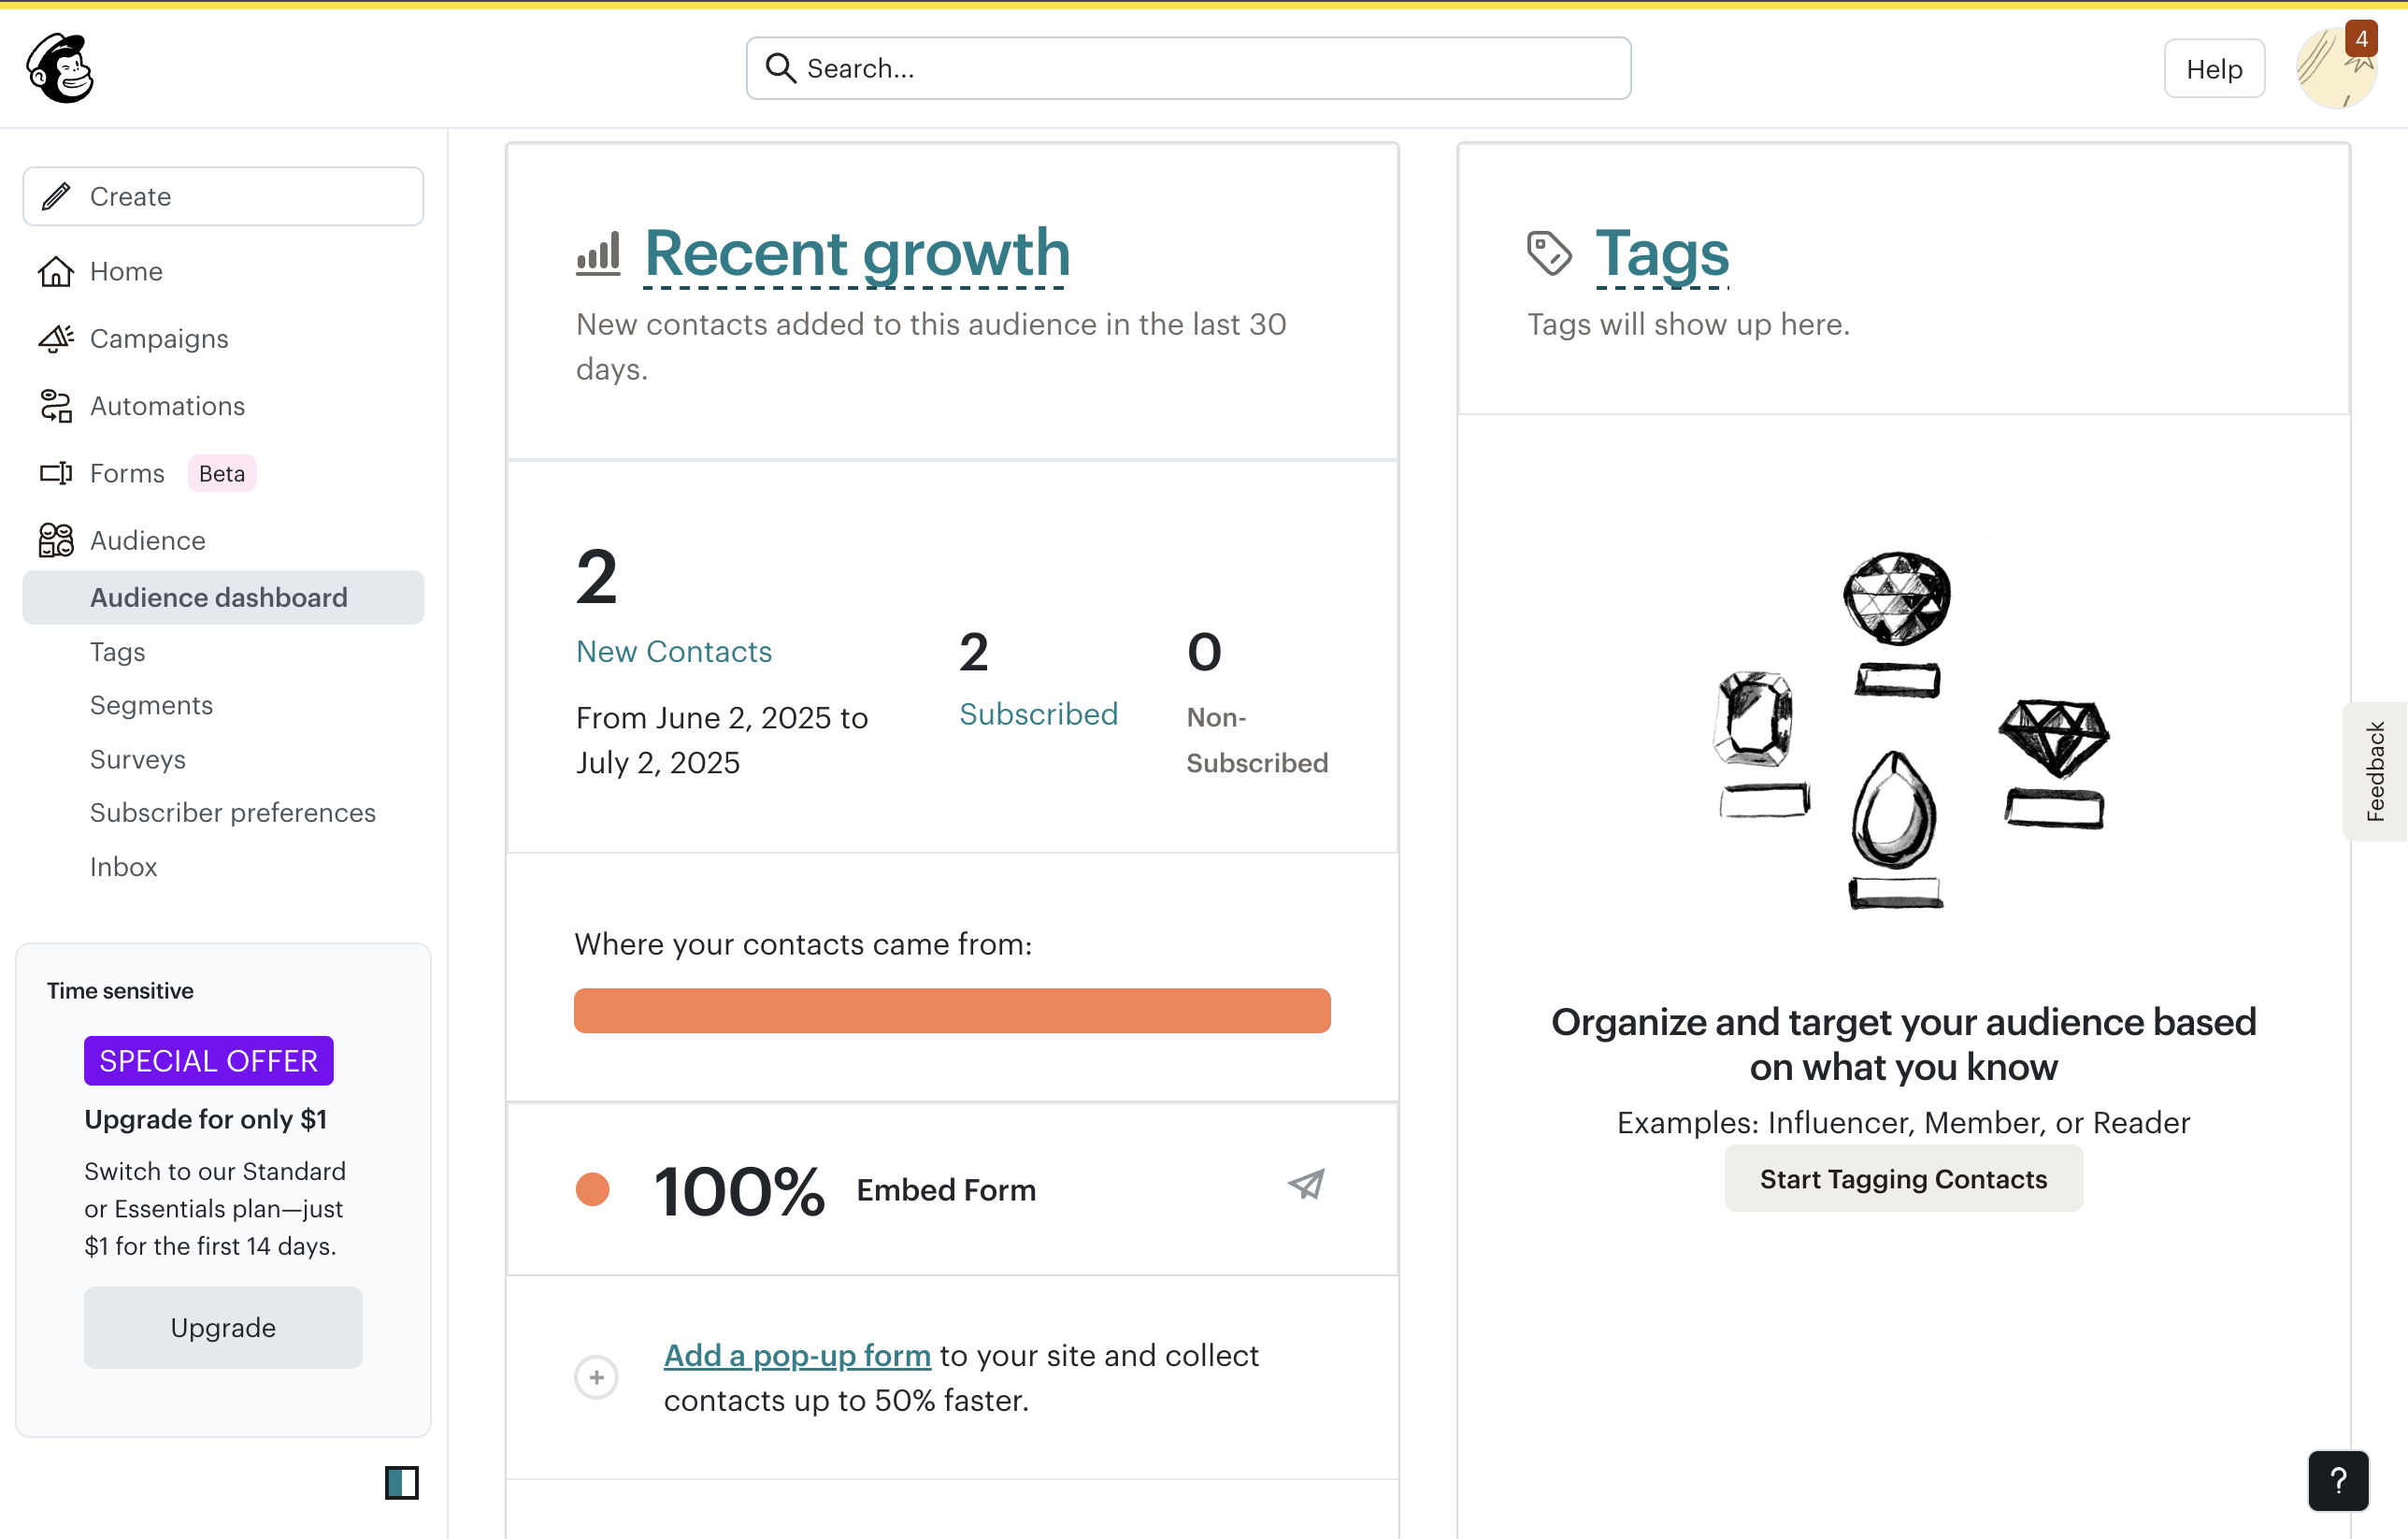 Search...
Help
4
Create
Home
Campaigns
Automations
Forms Beta
Audience
Audience dashboard
Tags
Segments
Surveys
Subscriber preferences
Inbox
Time sensitive
SPECIAL OFFER
Upgrade for only $1
Switch to our Standard
or Essentials plan—just
$1 for the first 14 days.
Upgrade
Recent growth
New contacts added to this audience in the last 30
days.
2
New Contacts
From June 2, 2025 to
July 2, 2025
2
Subscribed
0
Non-
Subscribed
Where your contacts came from:
100% Embed Form
Add a pop-up form to your site and collect
contacts up to 50% faster.
Tags
Tags will show up here.
Organize and target your audience based
on what you know
Examples: Influencer, Member, or Reader
Start Tagging Contacts
Feedback
?